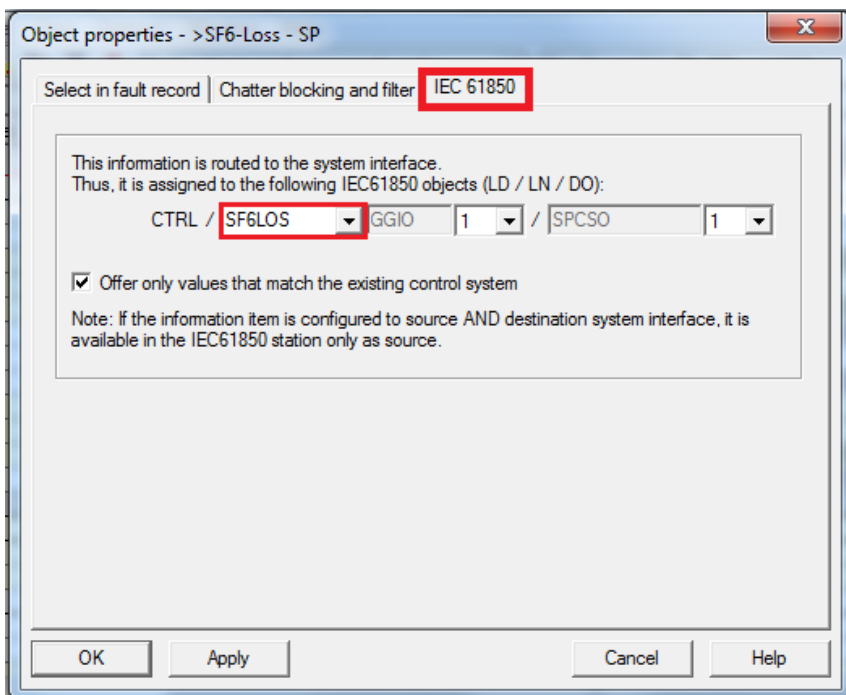 Object properties - >SF6-Loss - SP
Select in fault record Chatter blocking and filter IEC 61850
This information is routed to the system interface.
Thus, it is assigned to the following IEC61850 objects (LD / LN / DO):
CTRL / SF6LOS GGIO 1 / SPCSO 1
Offer only values that match the existing control system
Note: If the information item is configured to source AND destination system interface, it is
available in the IEC61850 station only as source.
OK Apply Cancel Help